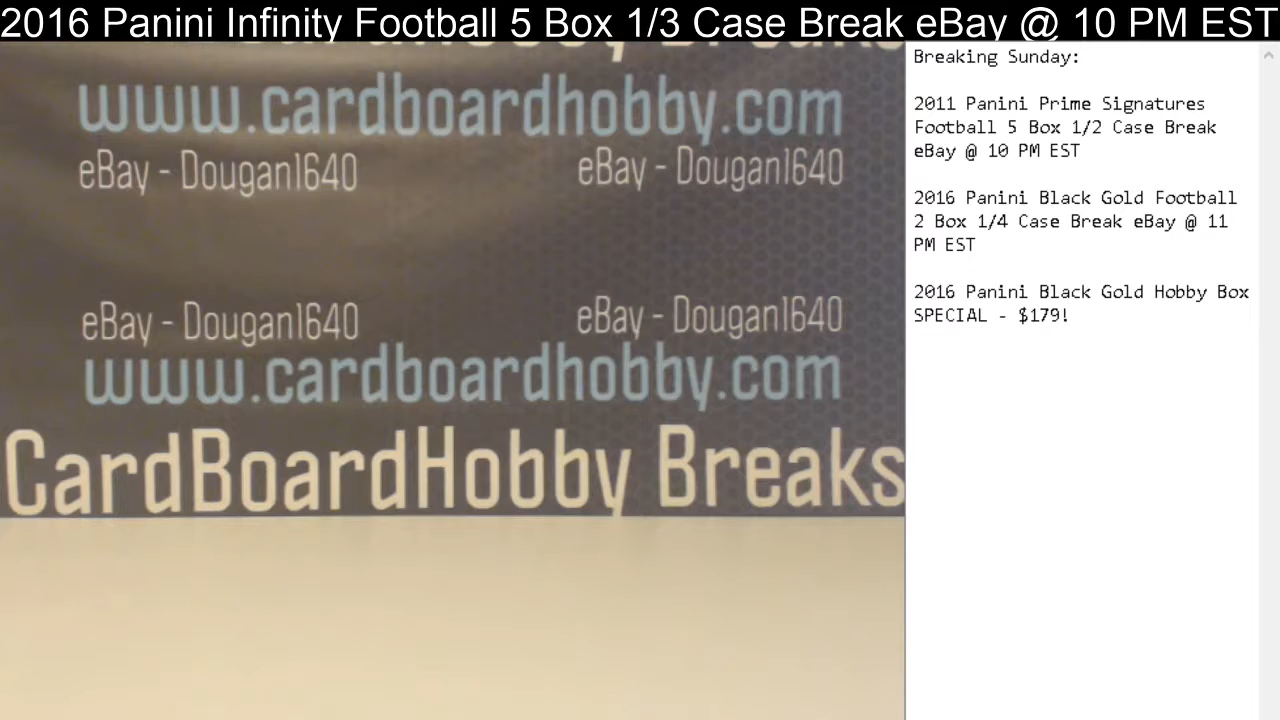 2016 Panini Infinity Football 5 Box 1/3 Case Break eBay @ 10 PM EST
www.cardboardhobby.com
eBay - Dougan1640 eBay - Dougan1640
eBay - Dougan1640 eBay - Dougan1640
www.cardboardhobby.com
CardBoardHobby Breaks
Breaking Sunday:
2011 Panini Prime Signatures
Football 5 Box 1/2 Case Break
eBay @ 10 PM EST
2016 Panini Black Gold Football
2 Box 1/4 Case Break eBay @ 11
PM EST
2016 Panini Black Gold Hobby Box
SPECIAL - $179!